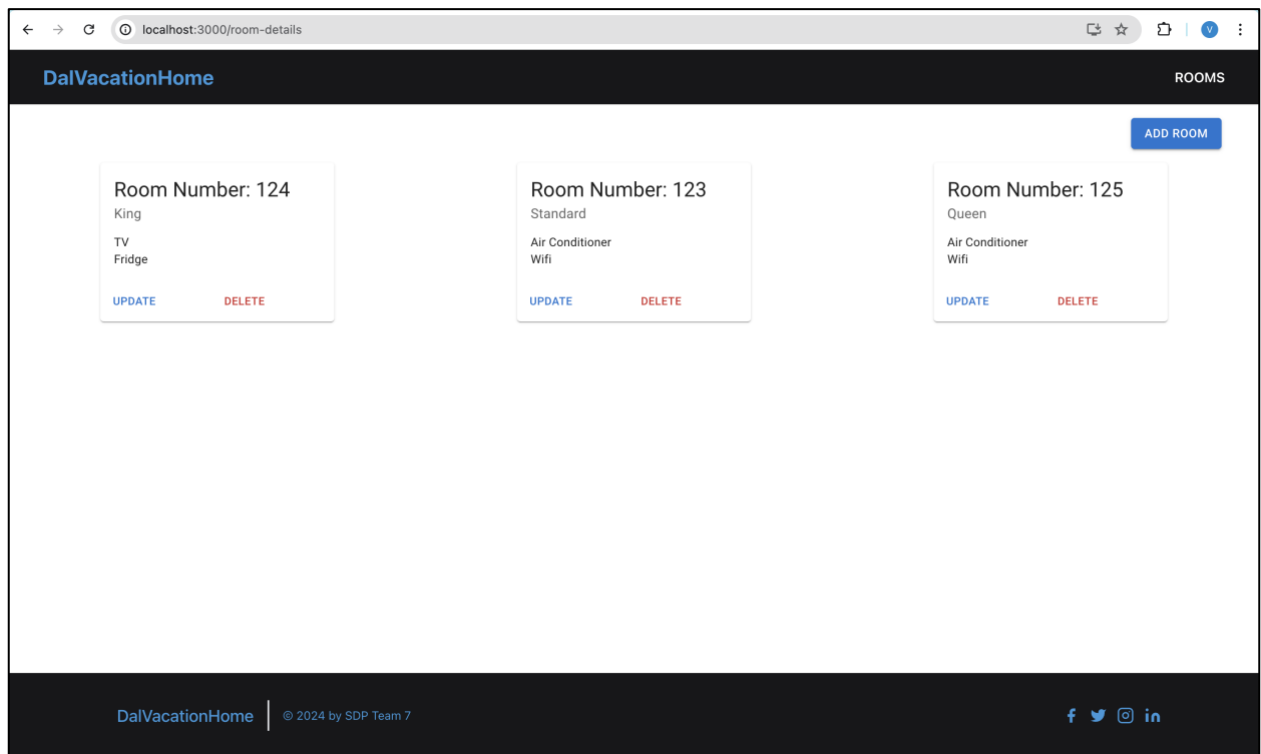 localhost:3000/room-details
V
DalVacationHome
ROOMS
ADD ROOM
Room Number: 124
King
TV
Fridge
UPDATE DELETE
Room Number: 123
Standard
Air Conditioner
Wifi
UPDATE DELETE
Room Number: 125
Queen
Air Conditioner
Wifi
UPDATE DELETE
DalVacationHome
© 2024 by SDP Team 7